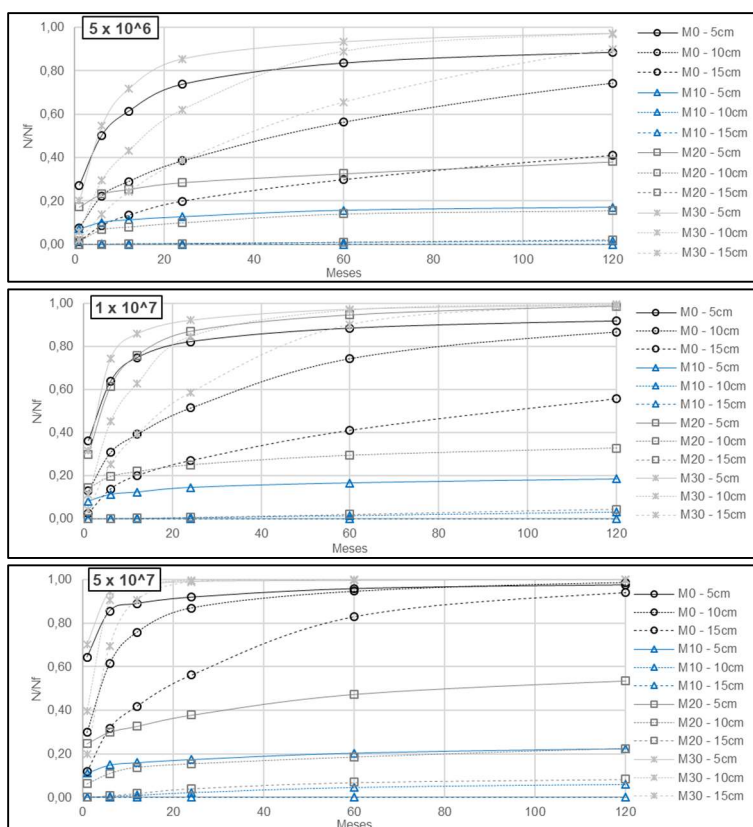 5 x 10^6
N/Nf
1,00
0,80
0,60
0,40
0,20
0,00
0
20
40
60
80
100
120
Meses
M0 - 5cm
M0 - 10cm
M0 - 15cm
M10 - 5cm
M10 - 10cm
M10 - 15cm
M20 - 5cm
M20 - 10cm
M20 - 15cm
M30 - 5cm
M30 - 10cm
M30 - 15cm
1 x 10^7
N/Nf
1,00
0,80
0,60
0,40
0,20
0,00
0
20
40
60
80
100
120
Meses
M0 - 5cm
M0 - 10cm
M0 - 15cm
M10 - 5cm
M10 - 10cm
M10 - 15cm
M20 - 5cm
M20 - 10cm
M20 - 15cm
M30 - 5cm
M30 - 10cm
M30 - 15cm
5 x 10^7
N/Nf
1,00
0,80
0,60
0,40
0,20
0,00
0
20
40
60
80
100
120
Meses
M0 - 5cm
M0 - 10cm
M0 - 15cm
M10 - 5cm
M10 - 10cm
M10 - 15cm
M20 - 5cm
M20 - 10cm
M20 - 15cm
M30 - 5cm
M30 - 10cm
M30 - 15cm